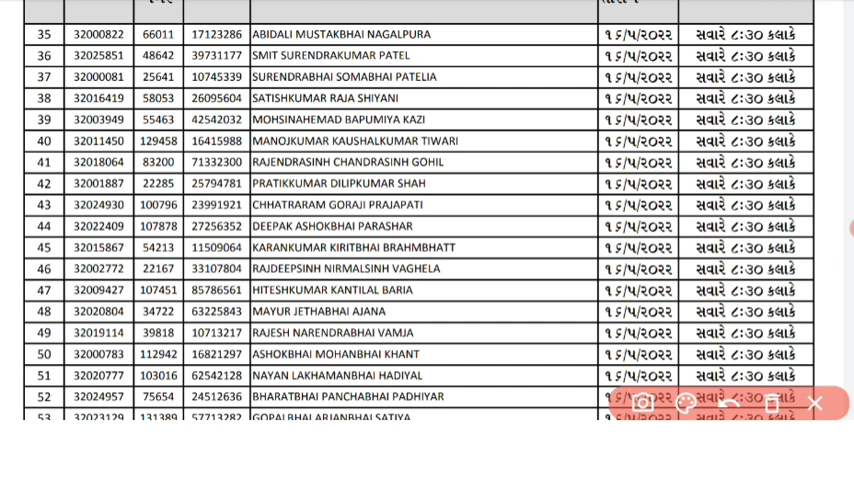 35 32000822 66011 17123286 ABIDALI MUSTAKBHAI NAGALPURA ૧૬/૫/૨૦૨૨ સવારે ૮:૩૦ કલાકે
36 32025851 48642 39731177 SMIT SURENDRAKUMAR PATEL ૧૬/૫/૨૦૨૨ સવારે ૮:૩૦ કલાકે
37 32000081 25641 10745339 SURENDRABHAI SOMABHAI PATELIA ૧૬/૫/૨૦૨૨ સવારે ૮:૩૦ કલાકે
38 32016419 58053 26095604 SATISHKUMAR RAJA SHIYANI ૧૬/૫/૨૦૨૨ સવારે ૮:૩૦ કલાકે
39 32003949 55463 42542032 MOHSINAHEMAD BAPUMIYA KAZI ૧૬/૫/૨૦૨૨ સવારે ૮:૩૦ કલાકે
40 32011450 129458 16415988 MANOJKUMAR KAUSHALKUMAR TIWARI ૧૬/૫/૨૦૨૨ સવારે ૮:૩૦ કલાકે
41 32018064 83200 71332300 RAJENDRASINH CHANDRASINH GOHIL ૧૬/૫/૨૦૨૨ સવારે ૮:૩૦ કલાકે
42 32001887 22285 25794781 PRATIKKUMAR DILIPKUMAR SHAH ૧૬/૫/૨૦૨૨ સવારે ૮:૩૦ કલાકે
43 32024930 100796 23991921 CHHATRARAM GORAJI PRAJAPATI ૧૬/૫/૨૦૨૨ સવારે ૮:૩૦ કલાકે
44 32022409 107878 27256352 DEEPAK ASHOKBHAI PARASHAR ૧૬/૫/૨૦૨૨ સવારે ૮:૩૦ કલાકે
45 32015867 54213 11509064 KARANKUMAR KIRITBHAI BRAHMBHATT ૧૬/૫/૨૦૨૨ સવારે ૮:૩૦ કલાકે
46 32002772 22167 33107804 RAJDEEPSINH NIRMALSINH VAGHELA ૧૬/૫/૨૦૨૨ સવારે ૮:૩૦ કલાકે
47 32009427 107451 85786561 HITESHKUMAR KANTILAL BARIA ૧૬/૫/૨૦૨૨ સવારે ૮:૩૦ કલાકે
48 32020804 34722 63225843 MAYUR JETHABHAI AJANA ૧૬/૫/૨૦૨૨ સવારે ૮:૩૦ કલાકે
49 32019114 39818 10713217 RAJESH NARENDRABHAI VAMJA ૧૬/૫/૨૦૨૨ સવારે ૮:૩૦ કલાકે
50 32000783 112942 16821297 ASHOKBHAI MOHANBHAI KHANT ૧૬/૫/૨૦૨૨ સવારે ૮:૩૦ કલાકે
51 32020777 103016 62542128 NAYAN LAKHAMANBHAI HADIYAL ૧૬/૫/૨૦૨૨ સવારે ૮:૩૦ કલાકે
52 32024957 75654 24512636 BHARATBHAI PANCHABHAI PADHIYAR સવારે
53 32023129 131389 57713282 GOPALBHAI ARJANBHAI SATIYA